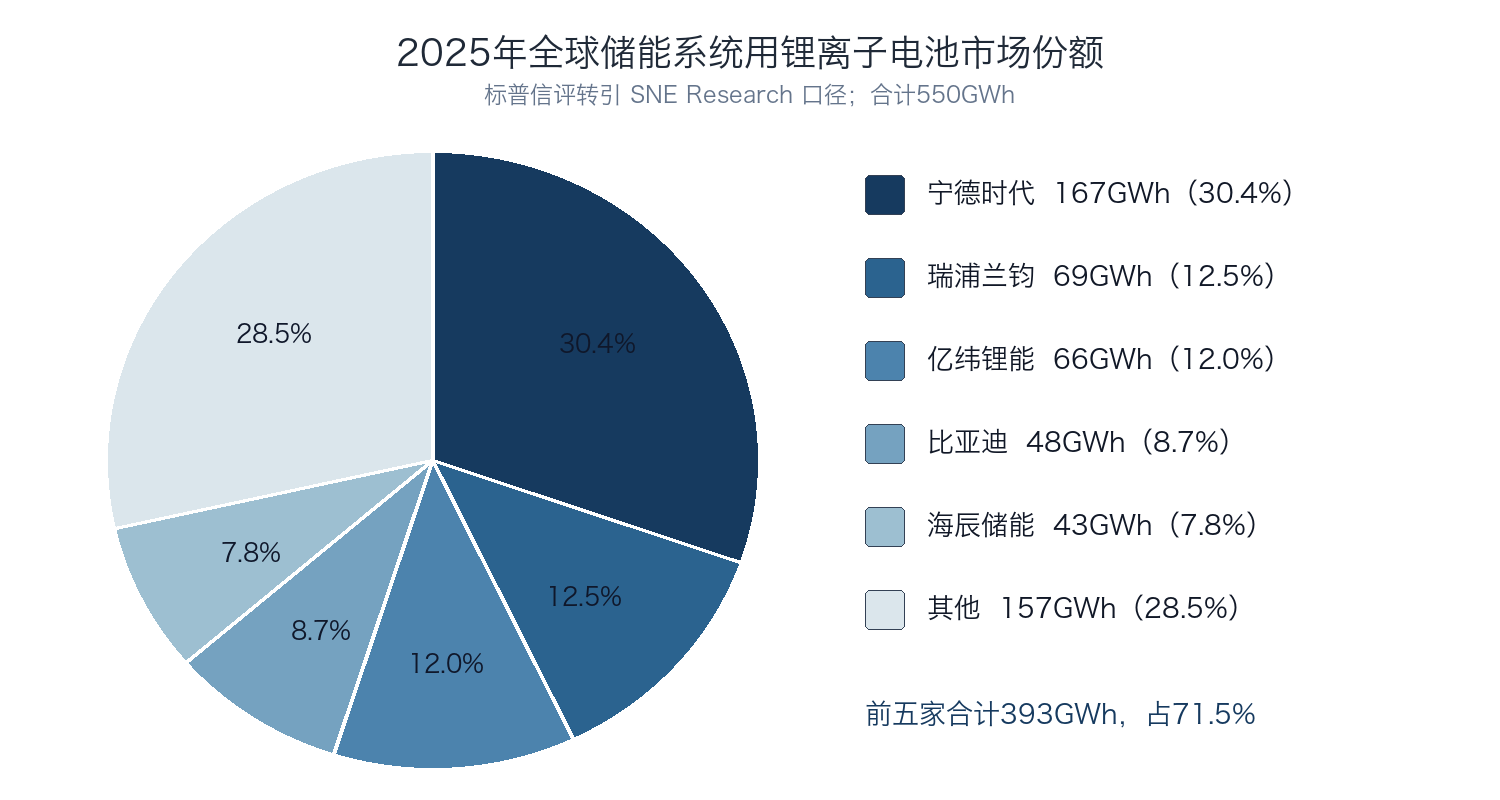 2025年全球储能系统用锂离子电池市场份额
标普信评转引 SNE Research 口径；合计550GWh
28.5%
30.4%
7.8%
8.7%
12.0%
12.5%
宁德时代 167GWh（30.4%）
瑞浦兰钧 69GWh（12.5%）
亿纬锂能 66GWh（12.0%）
比亚迪 48GWh（8.7%）
海辰储能 43GWh（7.8%）
其他 157GWh（28.5%）
前五家合计393GWh，占71.5%